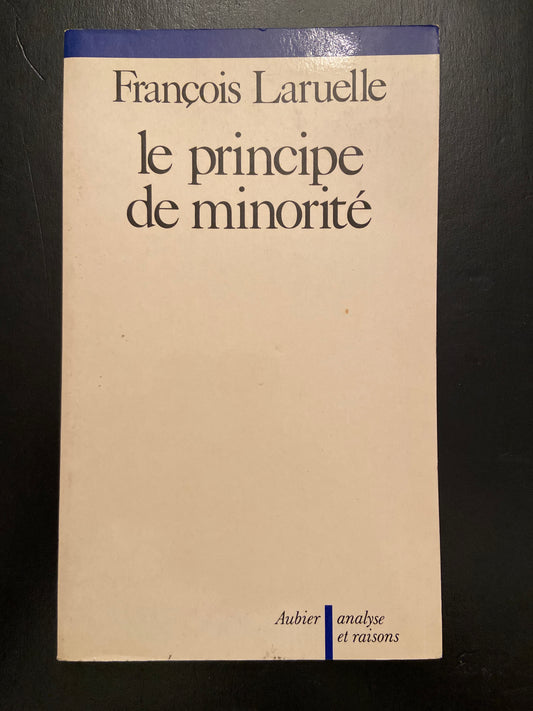 François Laruelle
le principe
de minorité
Aubier
analyse
et raisons